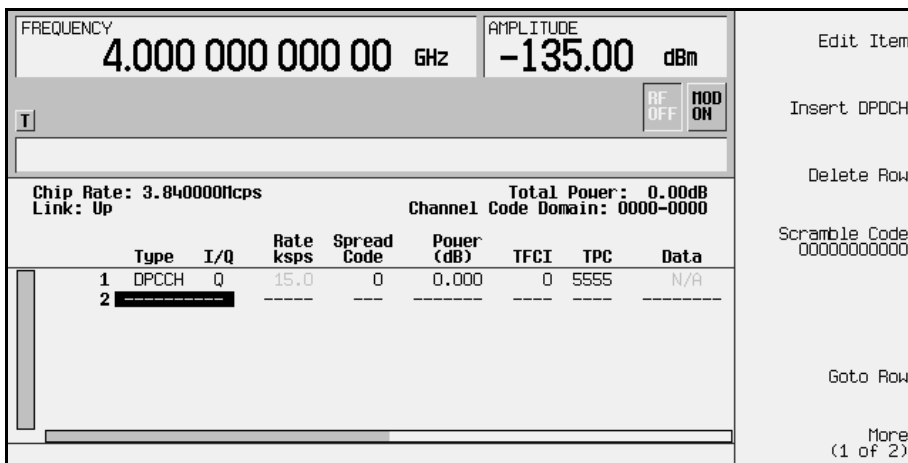 FREQUENCY
4.000 000 000 00 GHz
AMPLITUDE
-135.00 dBm
RF OFF
MOD ON
T
Chip Rate: 3.840000Mcps
Total Power: 0.00dB
Link: Up
Channel Code Domain: 0000-0000
Type I/Q Rate ksps Spread Code Power (dB) TFCI TPC Data
1 DPCCH Q 15.0 0 0.000 0 5555 N/A
2 ---------- ----- --- ------- ---- ---- --------
Edit Item
Insert DPDCH
Delete Row
Scramble Code
00000000000
Goto Row
More
(1 of 2)